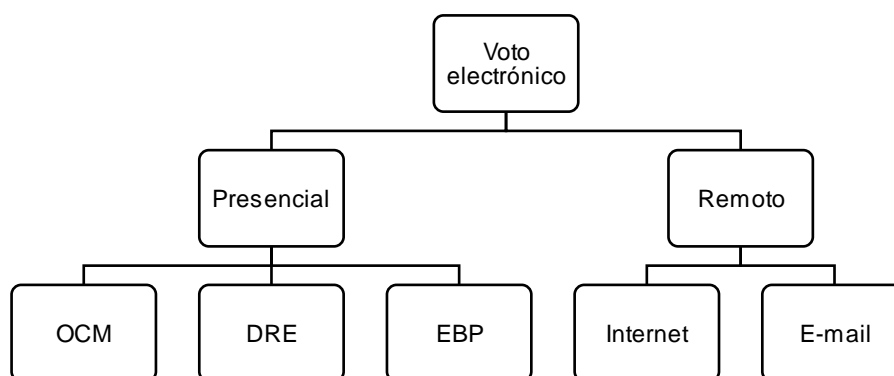 Voto
electrónico
Presencial
Remoto
OCM
DRE
EBP
Internet
E-mail